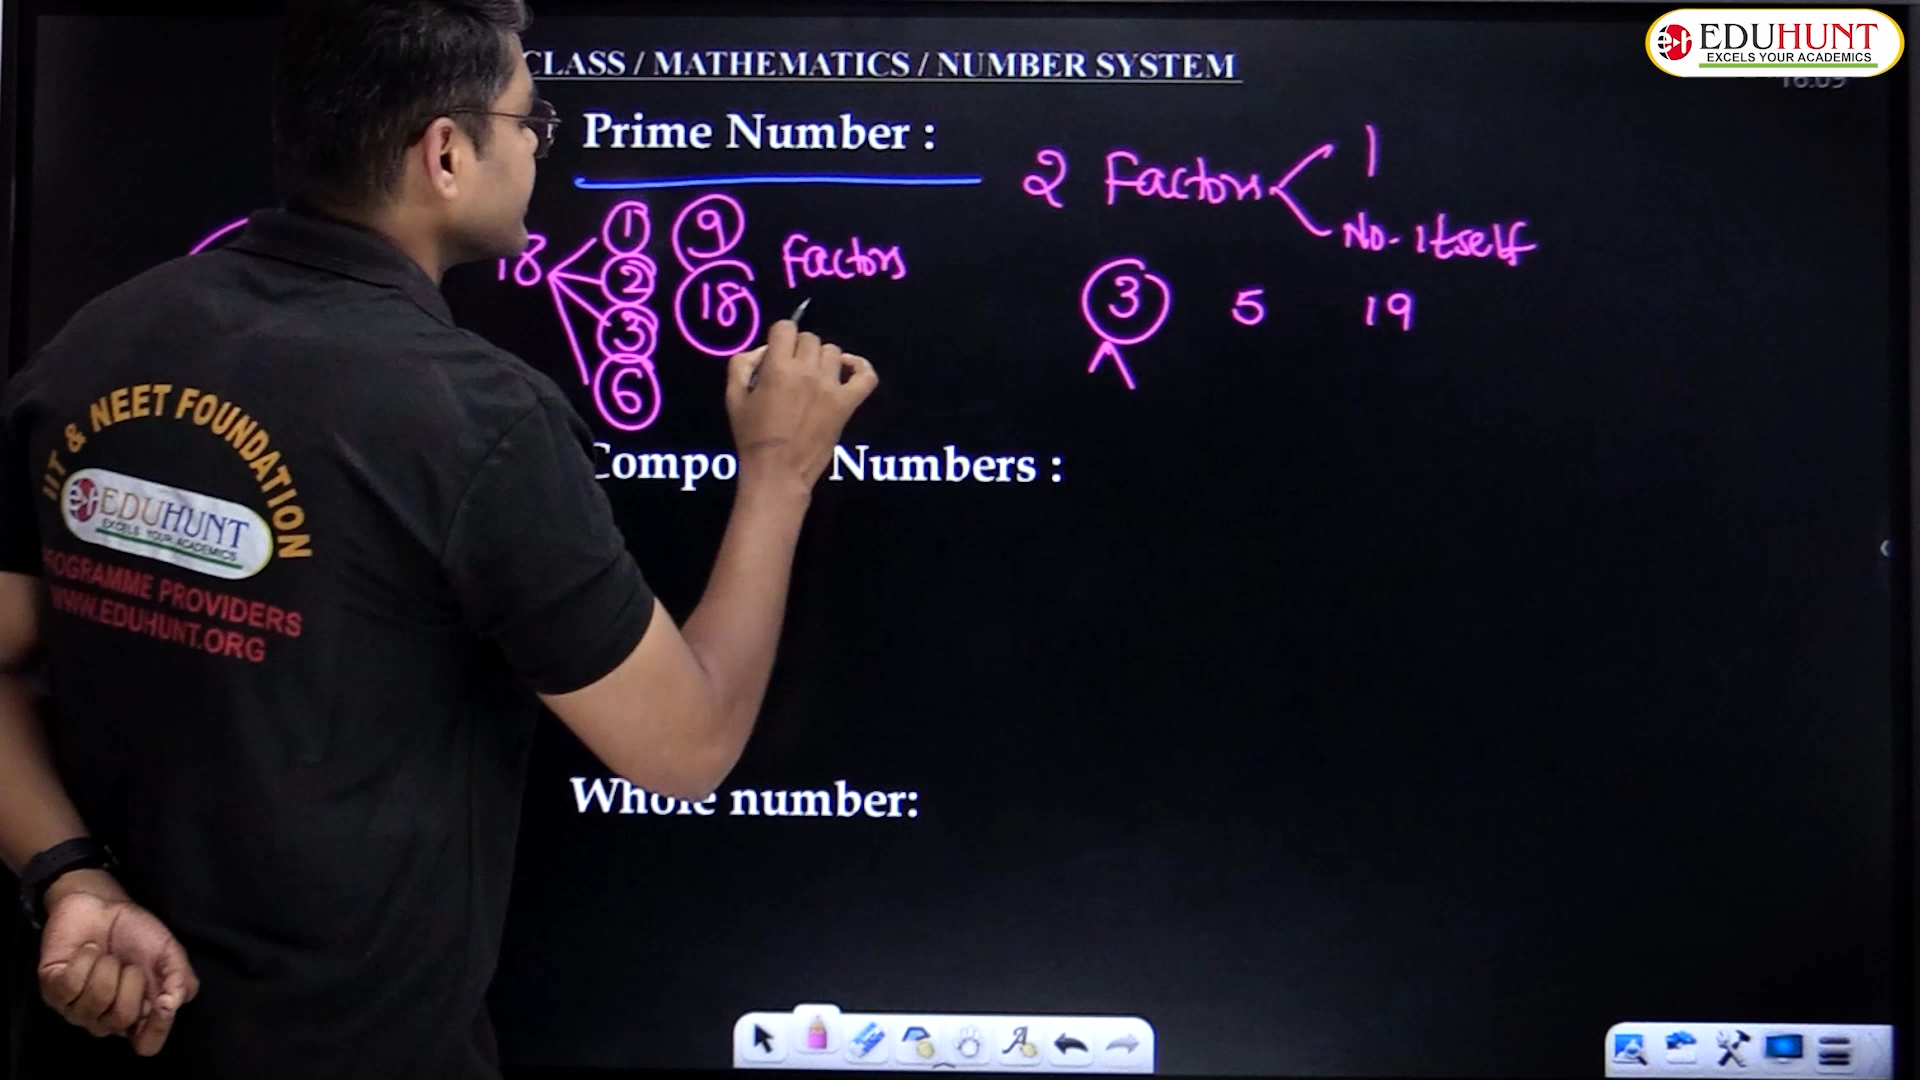 EDUHUNT
EXCELS YOUR ACADEMICS
CLASS / MATHEMATICS / NUMBER SYSTEM
Prime Number :
2 Factors
1
No. itself
18
1
2
3
6
9
18
Factors
3 5 19
Numbers :
Whole number:
IIT & NEET FOUNDATION
EDUHUNT
EXCELS YOUR ACADEMICS
PROGRAMME PROVIDERS
WWW.EDUHUNT.ORG